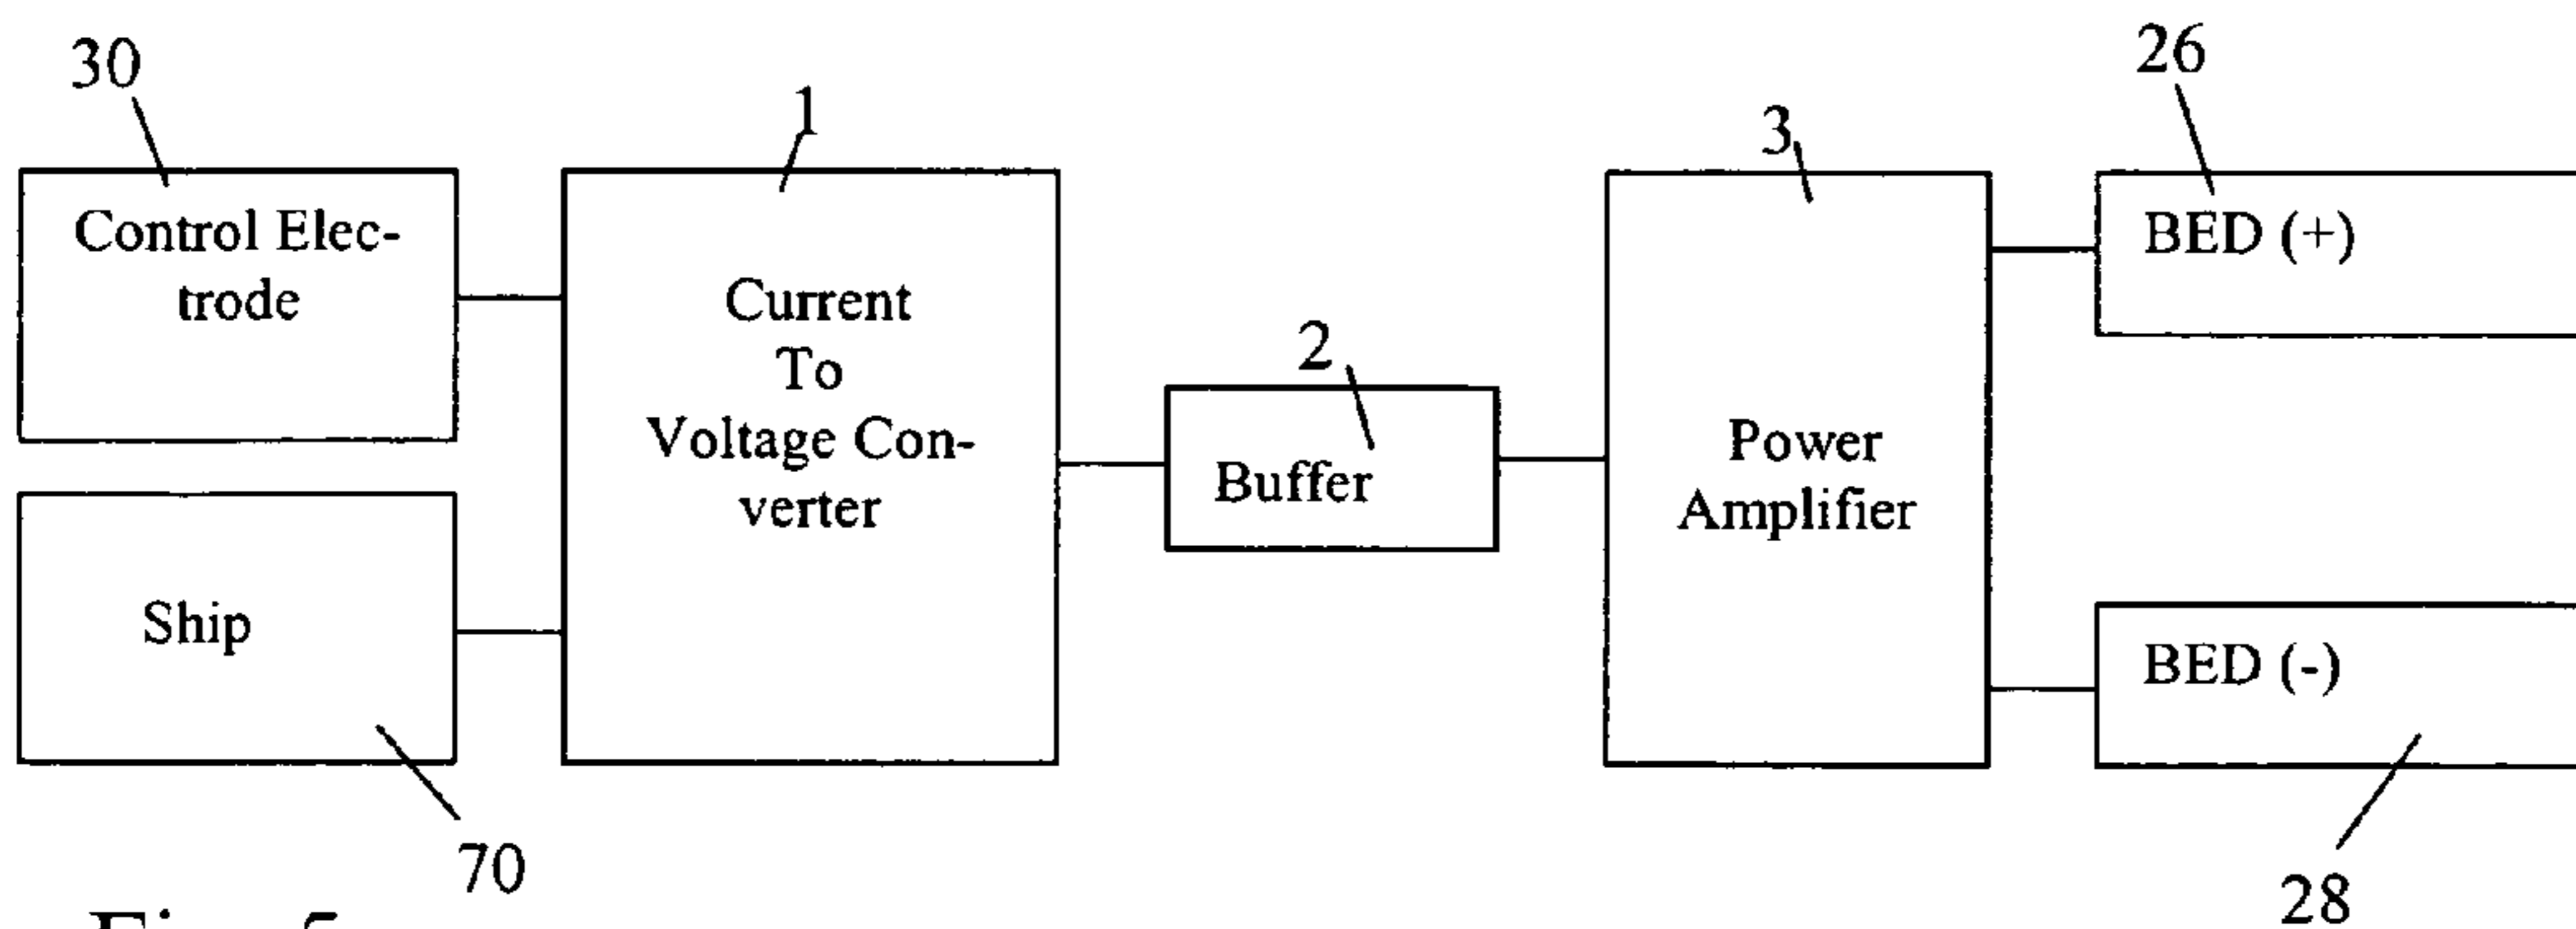 30
1
3
26
Control Elec-
trode
Current
To
Voltage Con-
verter
2
Buffer
Power
Amplifier
BED (+)
Ship
BED (-)
70
28